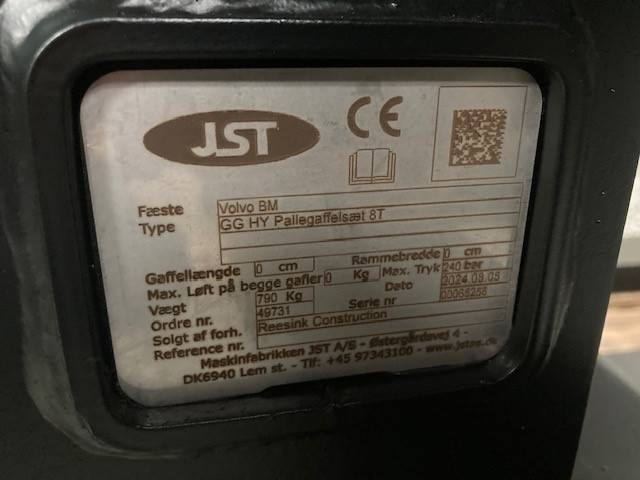 JST
CE
Fæste Volvo BM
Type GG HY Pallegaffelsæt 8T
Gaffellængde 0 cm Rammebredde 0 cm
Max. Løft på begge gafler 0 Kg Max. Tryk 240 bar
Vægt 790 Kg Dato 2024.08.05
Ordre nr. 49731 Serie nr
Solgt af forh. Reesink Construction
Reference nr.
Maskinfabrikken JST A/S - Østergårdsvej 4 -
DK6940 Lem st. - Tlf: +45 97343100 - www.jstas.dk